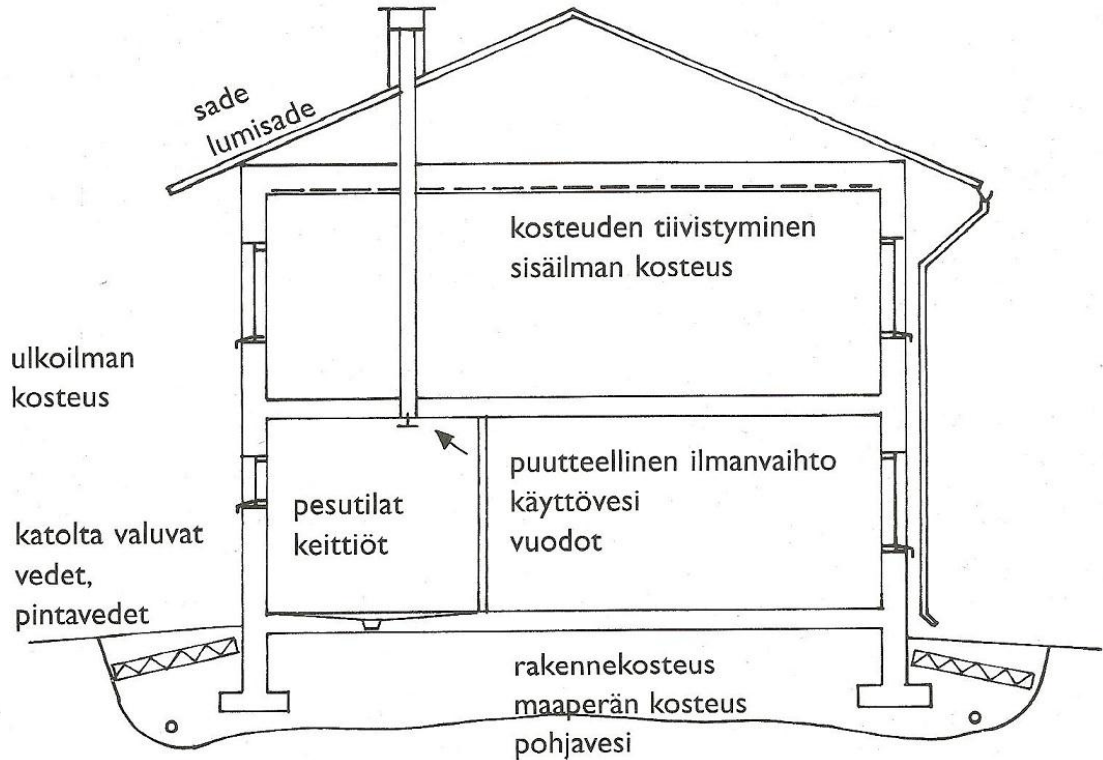 sade
lumisade
kosteuden tiivistyminen
sisäilman kosteus
ulkoilman
kosteus
puutteellinen ilmanvaihto
käyttövesi
vuodot
pesutilat
keittiöt
katolta valuvat
vedet,
pintavedet
rakennekosteus
maaperän kosteus
pohjavesi